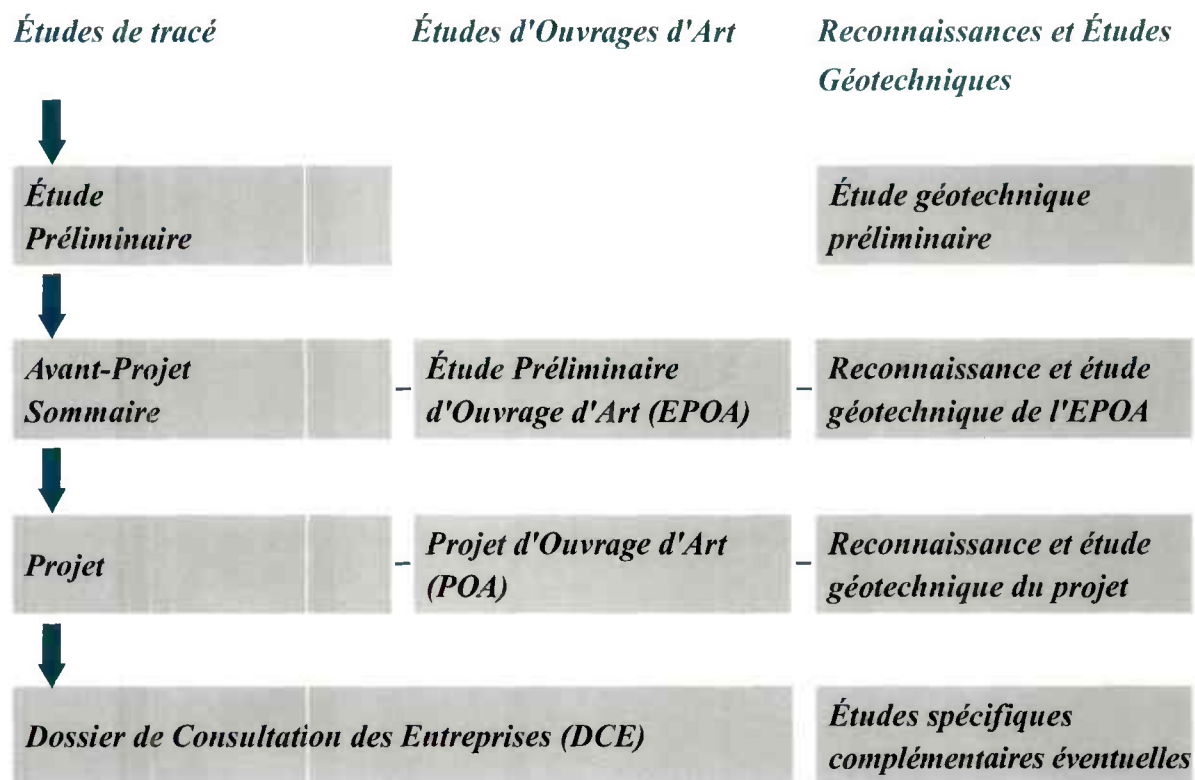 Études de tracé
Études d'Ouvrages d'Art
Reconnaissances et Études
Géotechniques
Étude
Préliminaire
Étude géotechnique
préliminaire
Avant-Projet
Sommaire
Étude Préliminaire
d'Ouvrage d'Art (EPOA)
Reconnaissance et étude
géotechnique de l'EPOA
Projet
Projet d'Ouvrage d'Art
(POA)
Reconnaissance et étude
géotechnique du projet
Dossier de Consultation des Entreprises (DCE)
Études spécifiques
complémentaires éventuelles